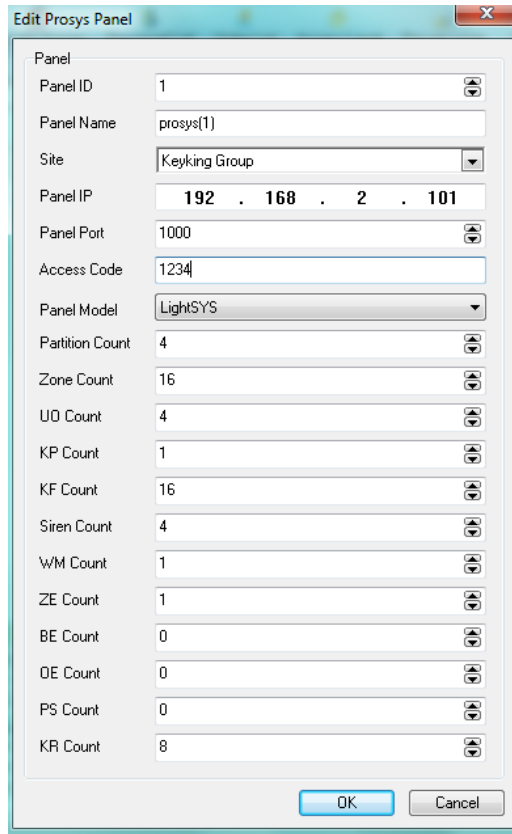 Edit Prosys Panel
Panel
Panel ID 1
Panel Name prosys(1)
Site Keyking Group
Panel IP 192 . 168 . 2 . 101
Panel Port 1000
Access Code 1234
Panel Model LightSYS
Partition Count 4
Zone Count 16
UO Count 4
KP Count 1
KF Count 16
Siren Count 4
WM Count 1
ZE Count 1
BE Count 0
OE Count 0
PS Count 0
KR Count 8
OK Cancel